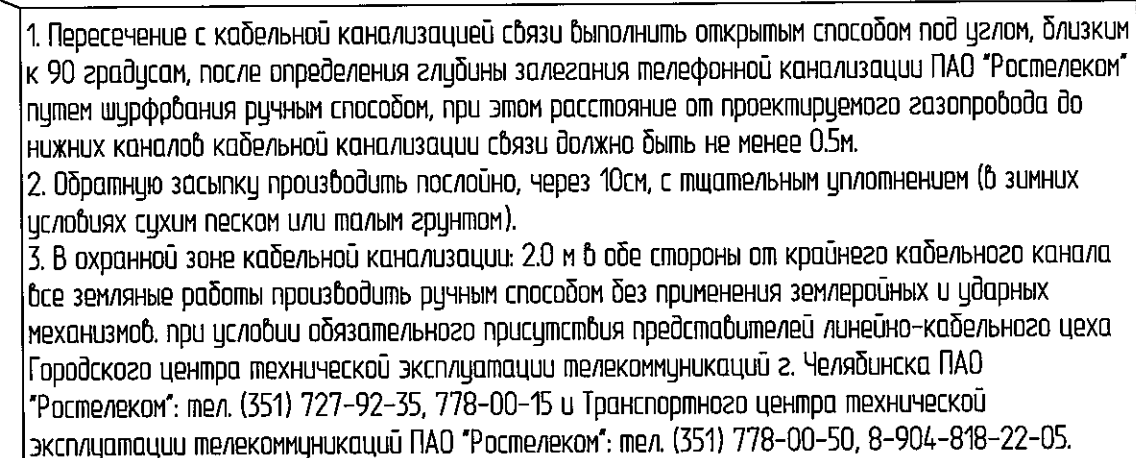 1. Пересечение с кабельной канализацией связи выполнить открытым способом под углом, близким
к 90 градусам, после определения глубины залегания телефонной канализации ПАО "Ростелеком"
путем шурфрвания ручным способом, при этом расстояние от проектируемого газопровода до
нижних каналов кабельной канализации связи должно быть не менее 0.5м.
2. Обратную засыпку производить послойно, через 10см, с тщательным уплотнением (в зимних
условиях сухим песком или талым грунтом).
3. В охранной зоне кабельной канализации: 2.0 м в обе стороны от крайнего кабельного канала
все земляные работы производить ручным способом без применения землеройных и ударных
механизмов. при условии обязательного присутствия представителей линейно-кабельного цеха
Городского центра технической эксплуатации телекоммуникаций г. Челябинска ПАО
"Ростелеком": тел. (351) 727-92-35, 778-00-15 и Транспортного центра технической
эксплуатации телекоммуникаций ПАО "Ростелеком": тел. (351) 778-00-50, 8-904-818-22-05.